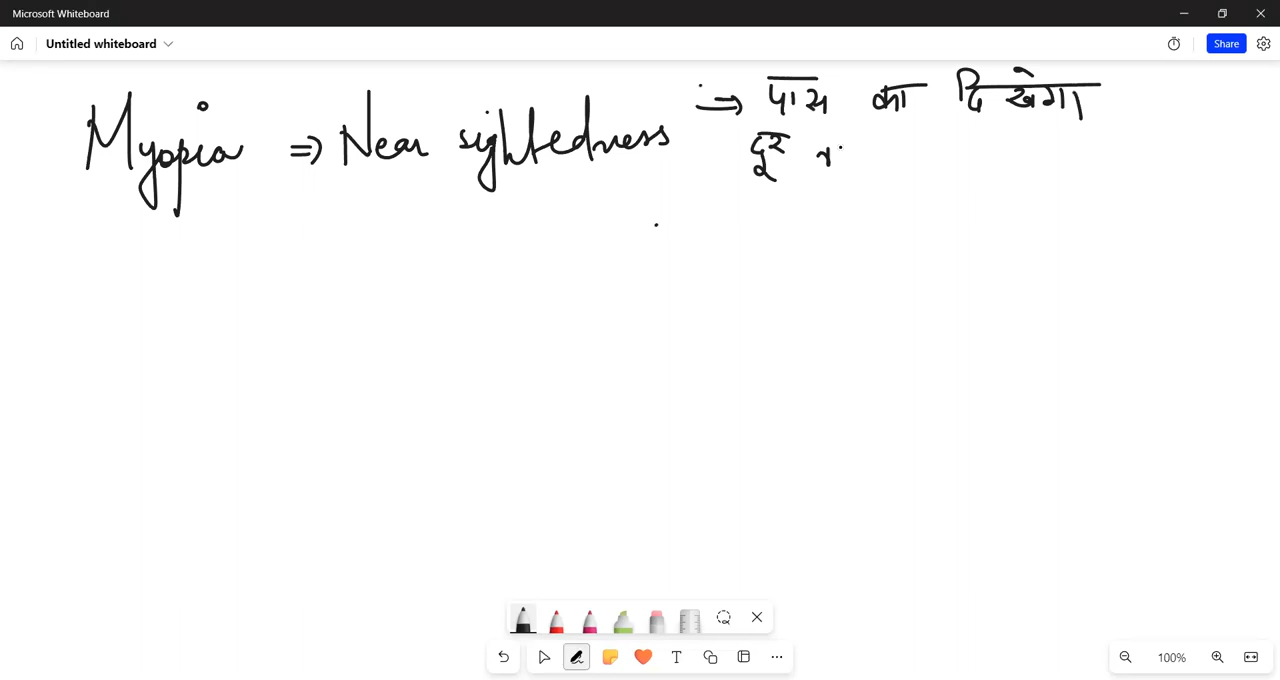 Microsoft Whiteboard
Untitled whiteboard
Share
Myopia => Near sightedness => पास का दिखेगा
दूर
T
100%